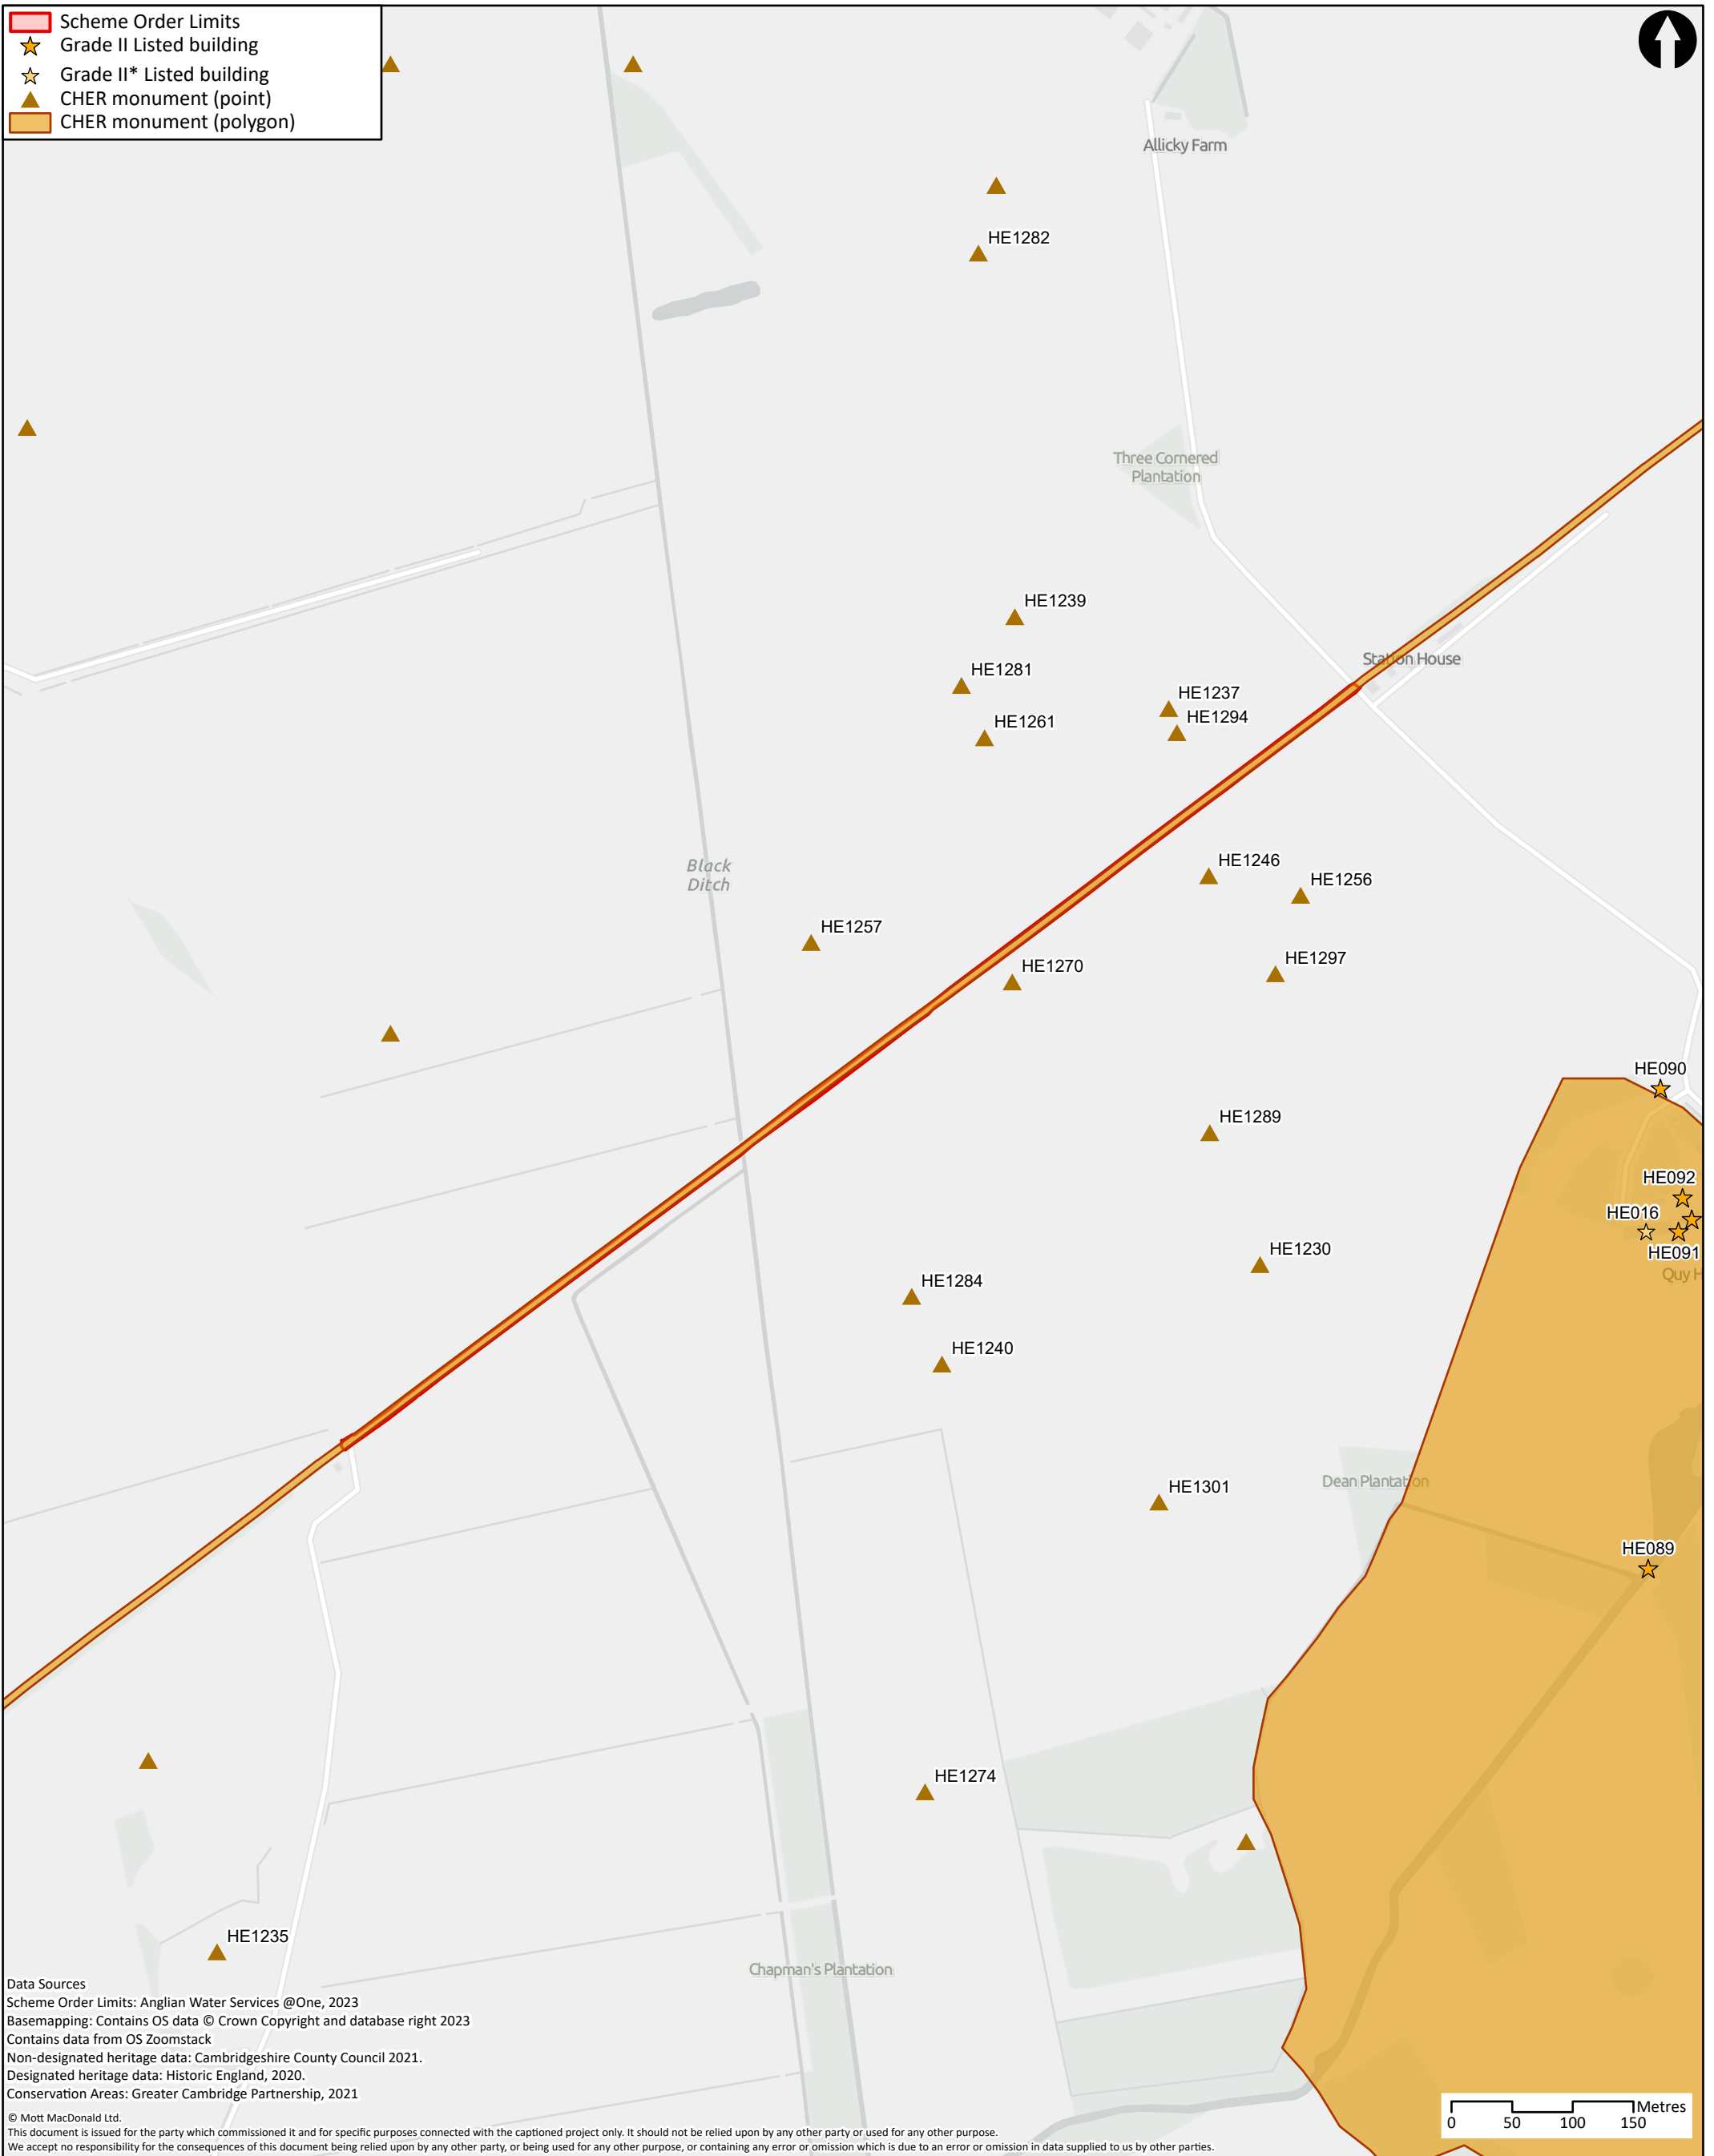 Scheme Order Limits
Grade II Listed building
Grade II* Listed building
CHER monument (point)
CHER monument (polygon)
Allicky Farm
HE1282
Three Cornered
Plantation
HE1239
Station House
HE1281
HE1237
HE1294
HE1261
HE1246
Black
Ditch
HE1256
HE1257
HE1297
HE1270
HE090
HE1289
HE092
HE016
HE1230
HE091
Quy H
HE1284
HE1240
Dean Plantation
HE1301
HE089
HE1274
HE1235
Chapman's Plantation
Data Sources
Scheme Order Limits: Anglian Water Services @One, 2023
Basemapping: Contains OS data © Crown Copyright and database right 2023
Contains data from OS Zoomstack
Non-designated heritage data: Cambridgeshire County Council 2021.
Designated heritage data: Historic England, 2020.
Conservation Areas: Greater Cambridge Partnership, 2021
Metres
0 50 100 150
© Mott MacDonald Ltd.
This document is issued for the party which commissioned it and for specific purposes connected with the captioned project only. It should not be relied upon by any other party or used for any other purpose.
We accept no responsibility for the consequences of this document being relied upon by any other party, or being used for any other purpose, or containing any error or omission which is due to an error or omission in data supplied to us by other parties.